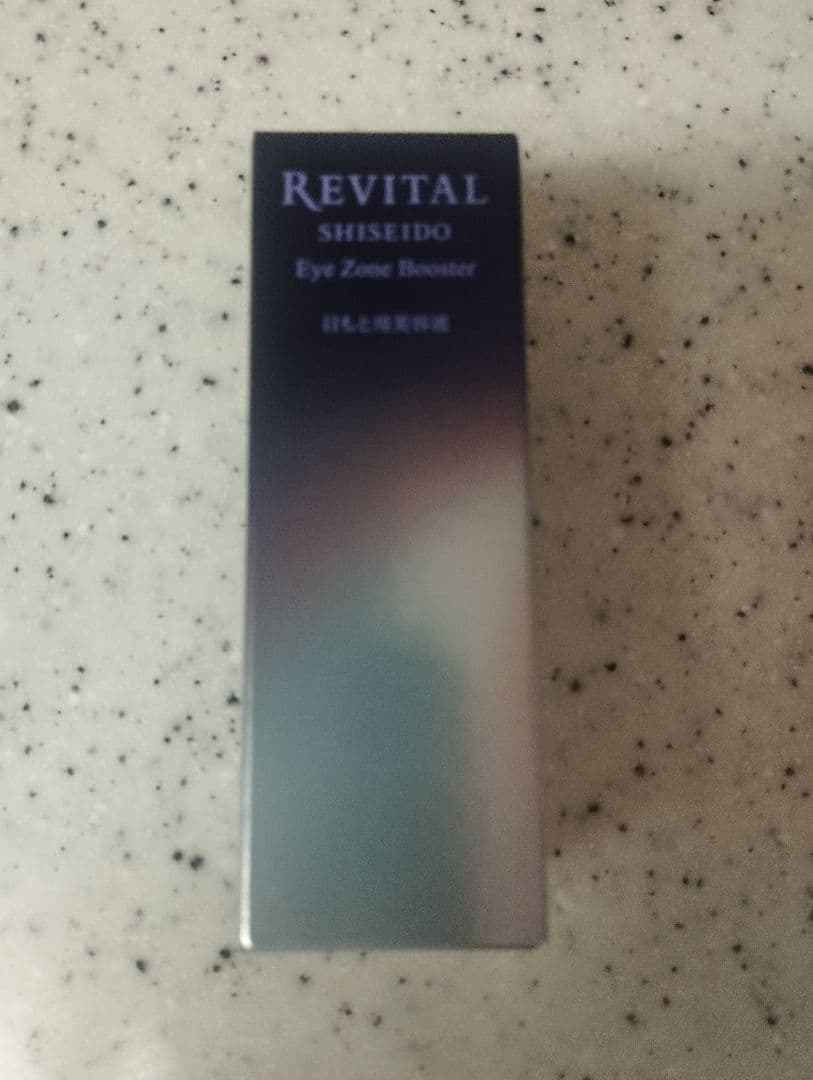 REVITAL
SHISEIDO
Eye Zone Booster
目もと用美容液